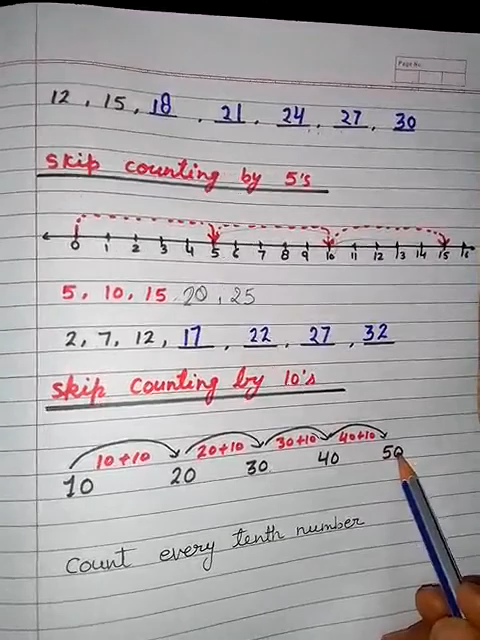 Page No.
12 , 15 , 18 , 21 , 24 , 27 , 30
Skip counting by 5's
0 1 2 3 4 5 6 7 8 9 10 11 12 13 14 15 16
5, 10, 15 20 , 25
2, 7, 12, 17 , 22 , 27 , 32
Skip counting by 10's
10+10 20+10 30+10 40+10
10 20 30 40 50
Count every tenth number